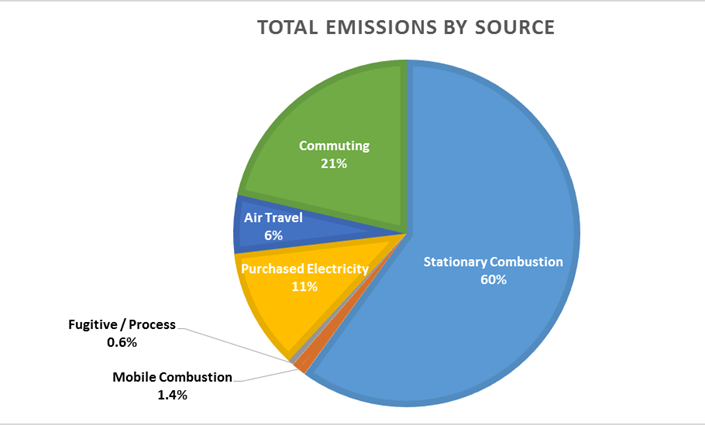 TOTAL EMISSIONS BY SOURCE
Commuting
21%
Air Travel
6%
Stationary Combustion
60%
Purchased Electricity
11%
Fugitive / Process
0.6%
Mobile Combustion
1.4%